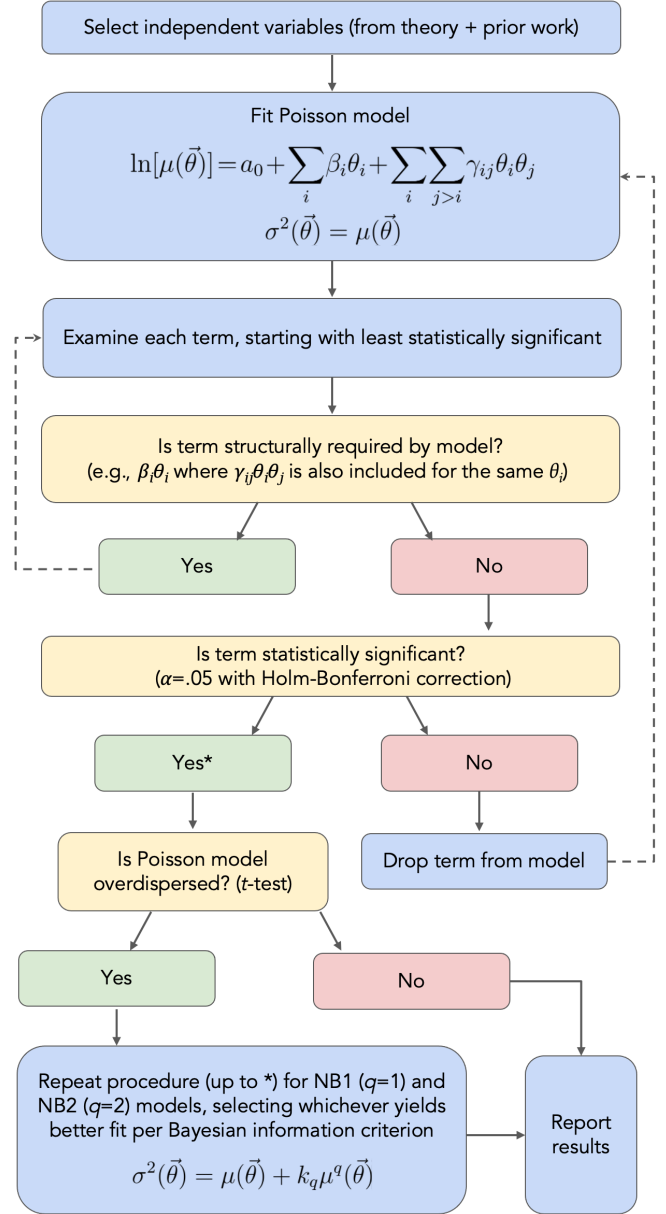 Select independent variables (from theory + prior work)
Fit Poisson model
ln[μ(θ⃗)] = a₀ + ∑ᵢ βᵢθᵢ + ∑ᵢ ∑ⱼ>ᵢ γᵢⱼθᵢθⱼ
σ²(θ⃗) = μ(θ⃗)
Examine each term, starting with least statistically significant
Is term structurally required by model?
(e.g., βᵢθᵢ where γᵢⱼθᵢθⱼ is also included for the same θᵢ)
Yes
No
Is term statistically significant?
(α=.05 with Holm-Bonferroni correction)
Yes*
No
Is Poisson model
overdispersed? (t-test)
Drop term from model
Yes
No
Repeat procedure (up to *) for NB1 (q=1) and
NB2 (q=2) models, selecting whichever yields
better fit per Bayesian information criterion
σ²(θ⃗) = μ(θ⃗) + k_q μ^q(θ⃗)
Report
results